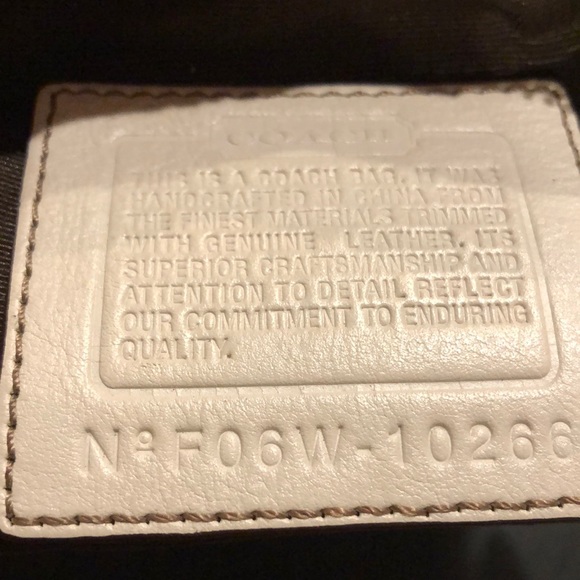 COACH
THIS IS A COACH BAG. IT WAS
HANDCRAFTED IN CHINA FROM
THE FINEST MATERIALS TRIMMED
WITH GENUINE LEATHER. ITS
SUPERIOR CRAFTSMANSHIP AND
ATTENTION TO DETAIL REFLECT
OUR COMMITMENT TO ENDURING
QUALITY.
Nº F06W-10266